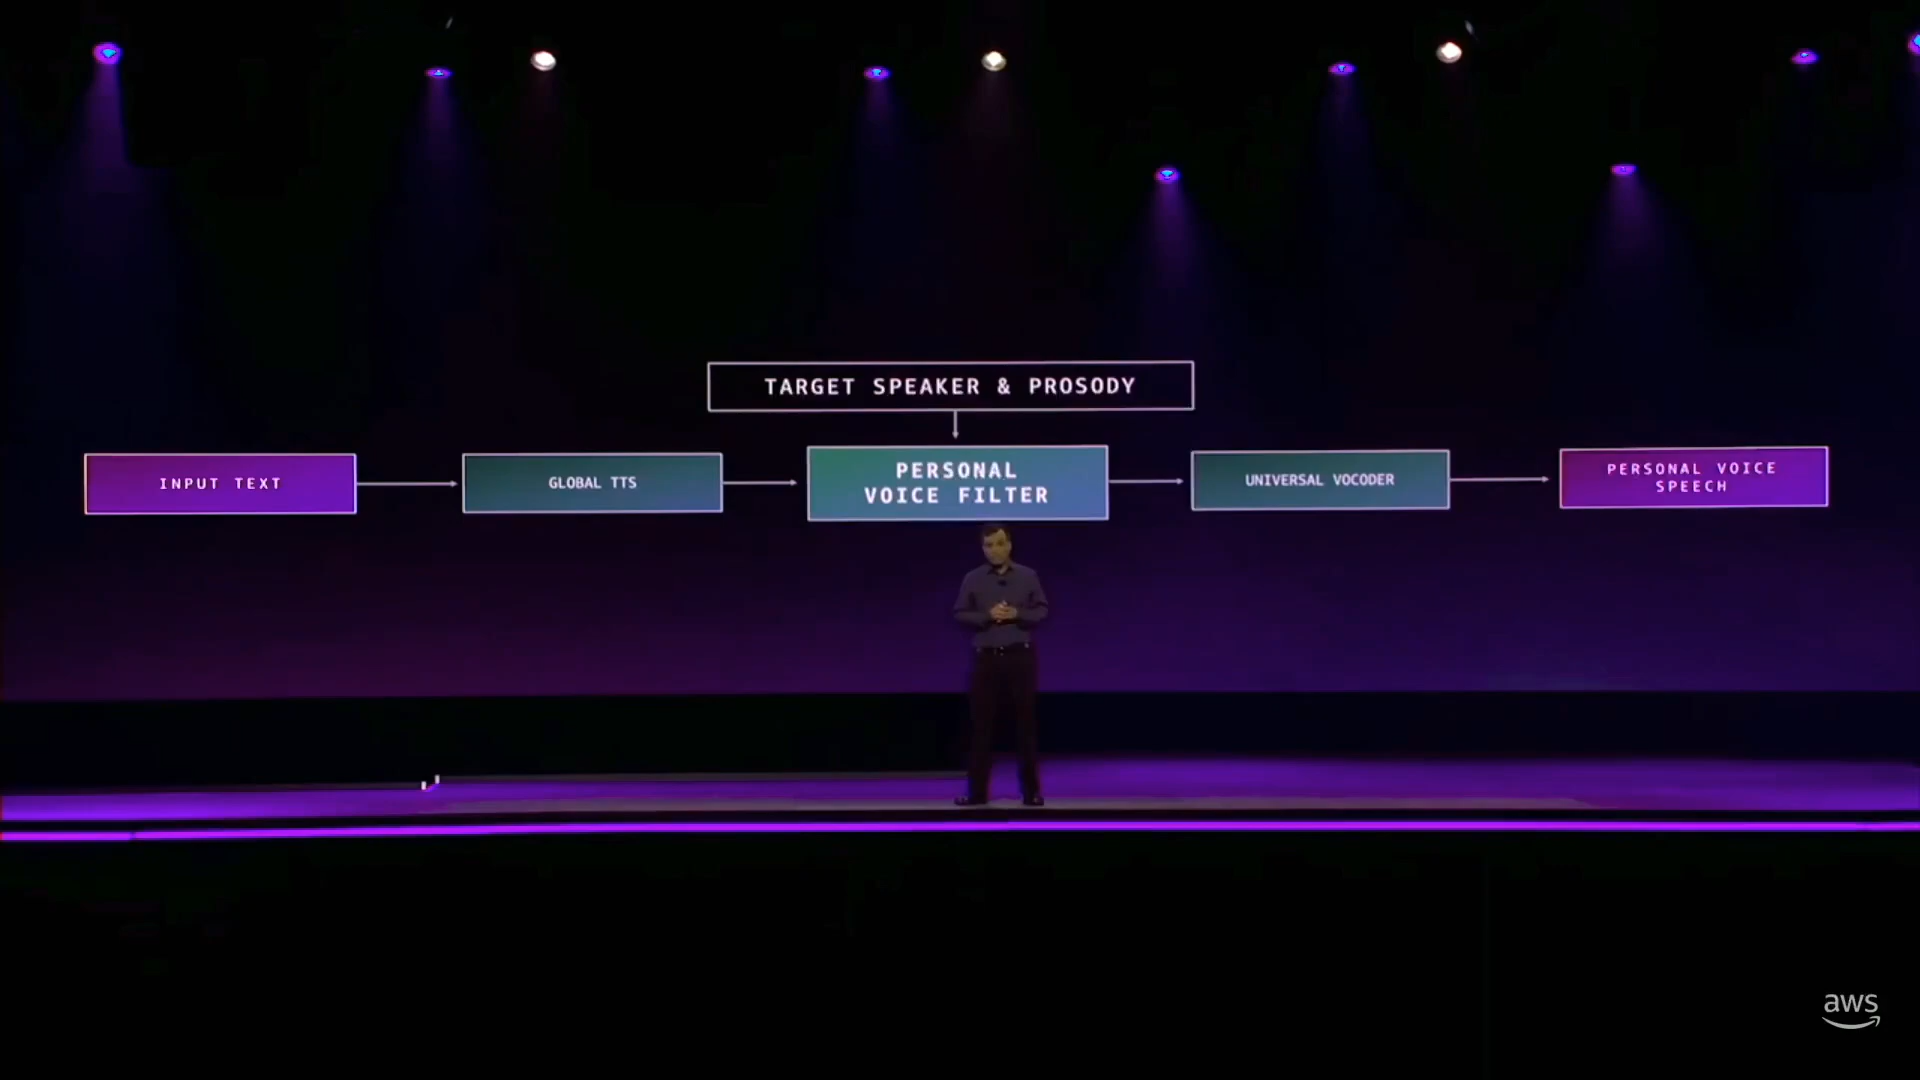 TARGET SPEAKER & PROSODY
INPUT TEXT
GLOBAL TTS
PERSONAL
VOICE FILTER
UNIVERSAL VOCODER
PERSONAL VOICE
SPEECH
aws